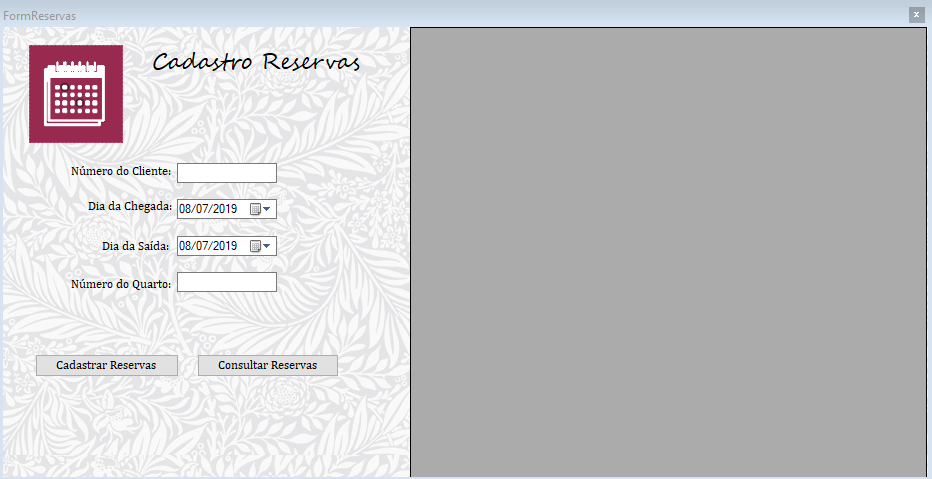 FormReservas
x
Cadastro Reservas
Número do Cliente:
Dia da Chegada: 08/07/2019
Dia da Saída: 08/07/2019
Número do Quarto:
Cadastrar Reservas Consultar Reservas